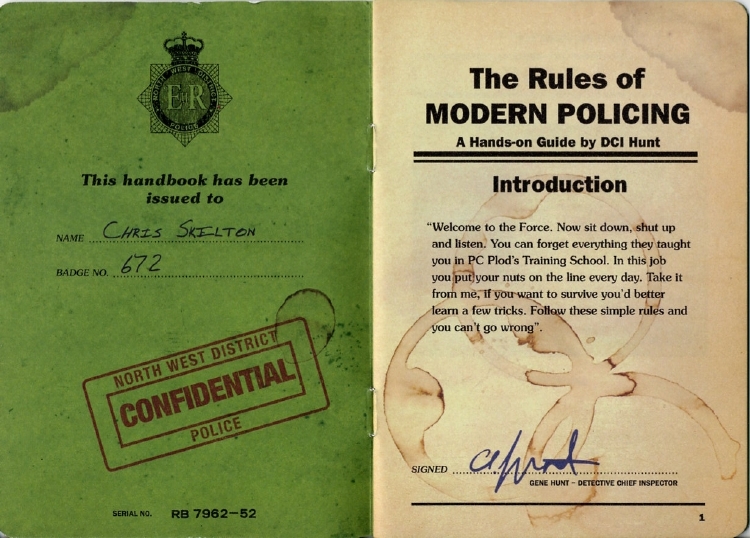 NORTH WEST DISTRICT
POLICE
E II R
This handbook has been
issued to
NAME CHRIS SKELTON
BADGE NO. 672
NORTH WEST DISTRICT
CONFIDENTIAL
POLICE
SERIAL NO. RB 7962–52
The Rules of
MODERN POLICING
A Hands-on Guide by DCI Hunt
Introduction
“Welcome to the Force. Now sit down, shut up
and listen. You can forget everything they taught
you in PC Plod's Training School. In this job
you put your nuts on the line every day. Take it
from me, if you want to survive you'd better
learn a few tricks. Follow these simple rules and
you can't go wrong”.
SIGNED
GENE HUNT – DETECTIVE CHIEF INSPECTOR
1